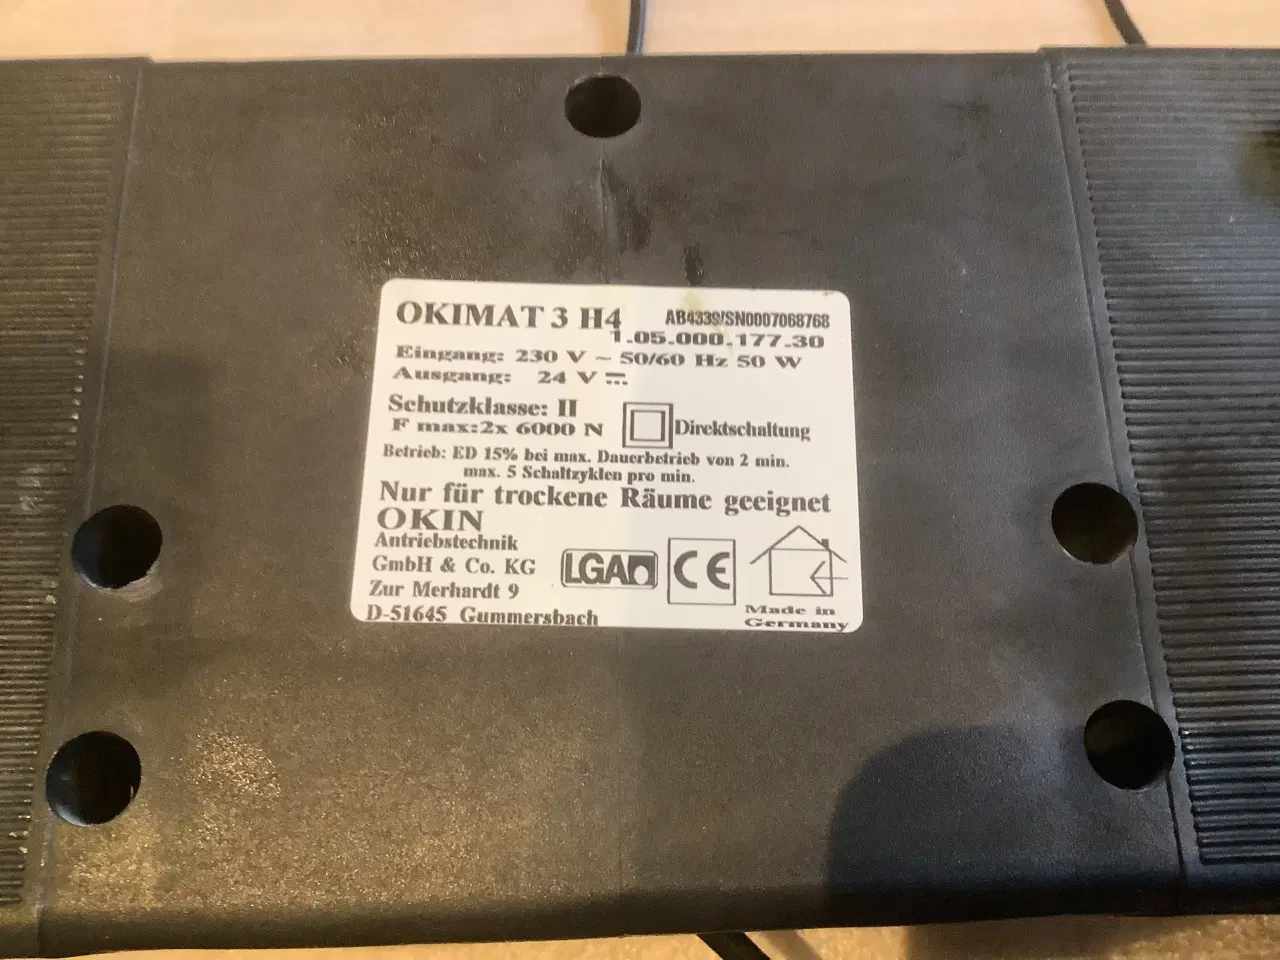 OKIMAT 3 H4 AB4339/SN0007068768
1.05.000.177.30
Eingang: 230 V ~ 50/60 Hz 50 W
Ausgang: 24 V
Schutzklasse: II
F max:2x 6000 N Direktschaltung
Betrieb: ED 15% bei max. Dauerbetrieb von 2 min.
max. 5 Schaltzyklen pro min.
Nur für trockene Räume geeignet
OKIN
Antriebstechnik
GmbH & Co. KG
Zur Merhardt 9
D-51645 Gummersbach
LGA
CE
Made in
Germany